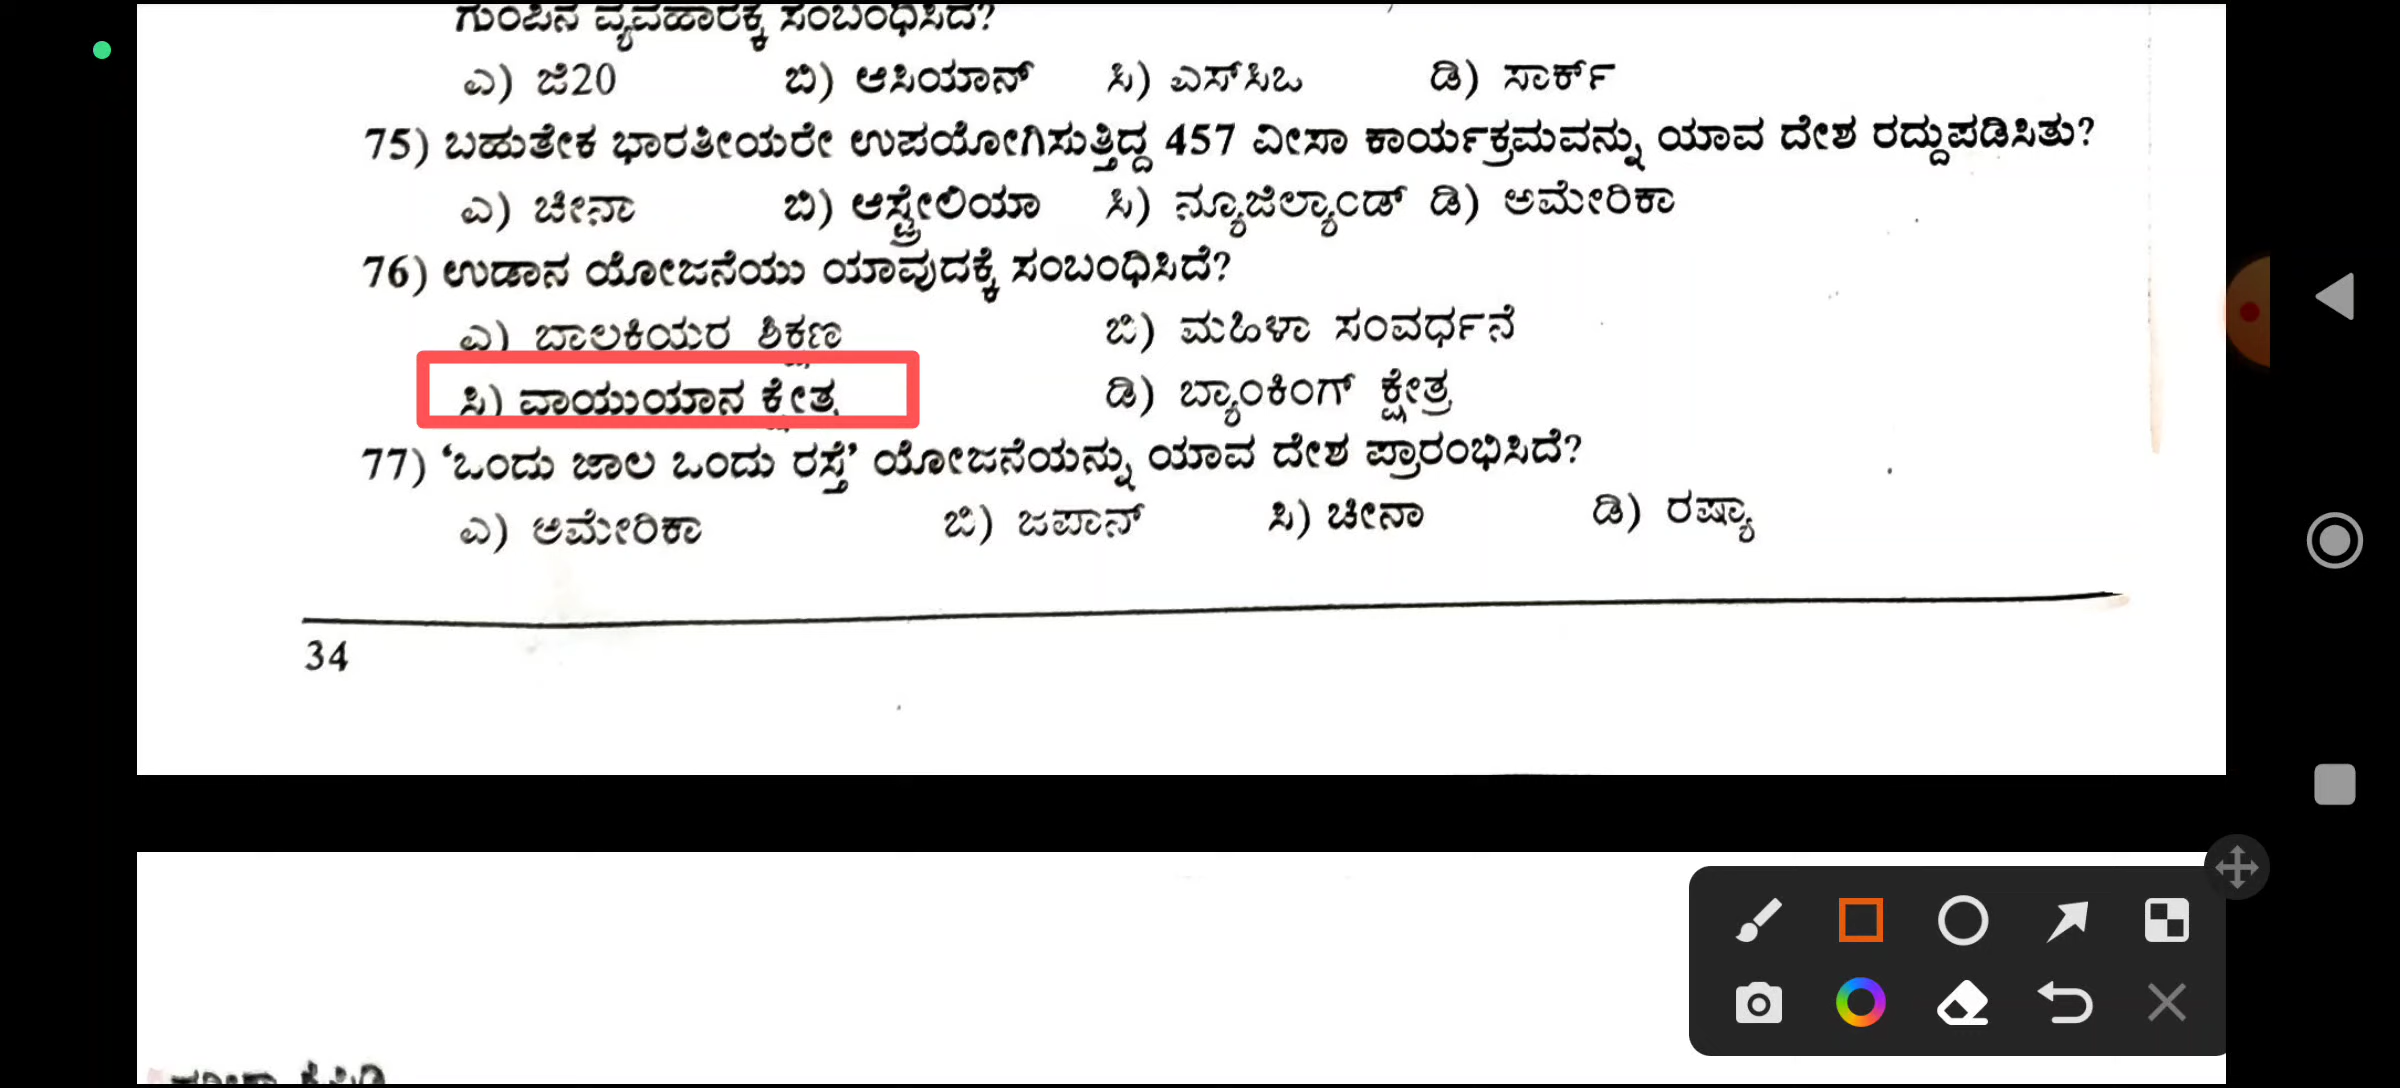 ಗುಂಪಿನ ವ್ಯವಹಾರಕ್ಕೆ ಸಂಬಂಧಿಸಿದೆ?
ಎ) ಜಿ20 ಬಿ) ಆಸಿಯಾನ್ ಸಿ) ಎಸ್‌ಸಿಒ ಡಿ) ಸಾರ್ಕ್
75) ಬಹುತೇಕ ಭಾರತೀಯರೇ ಉಪಯೋಗಿಸುತ್ತಿದ್ದ 457 ವೀಸಾ ಕಾರ್ಯಕ್ರಮವನ್ನು ಯಾವ ದೇಶ ರದ್ದುಪಡಿಸಿತು?
ಎ) ಚೀನಾ ಬಿ) ಆಸ್ಟ್ರೇಲಿಯಾ ಸಿ) ನ್ಯೂಜಿಲ್ಯಾಂಡ್ ಡಿ) ಅಮೇರಿಕಾ
76) ಉಡಾನ ಯೋಜನೆಯು ಯಾವುದಕ್ಕೆ ಸಂಬಂಧಿಸಿದೆ?
ಎ) ಬಾಲಕಿಯರ ಶಿಕ್ಷಣ ಬಿ) ಮಹಿಳಾ ಸಂವರ್ಧನೆ
ಸಿ) ವಾಯುಯಾನ ಕ್ಷೇತ್ರ ಡಿ) ಬ್ಯಾಂಕಿಂಗ್ ಕ್ಷೇತ್ರ
77) ‘ಒಂದು ಜಾಲ ಒಂದು ರಸ್ತೆ’ ಯೋಜನೆಯನ್ನು ಯಾವ ದೇಶ ಪ್ರಾರಂಭಿಸಿದೆ?
ಎ) ಅಮೇರಿಕಾ ಬಿ) ಜಪಾನ್ ಸಿ) ಚೀನಾ ಡಿ) ರಷ್ಯಾ
34